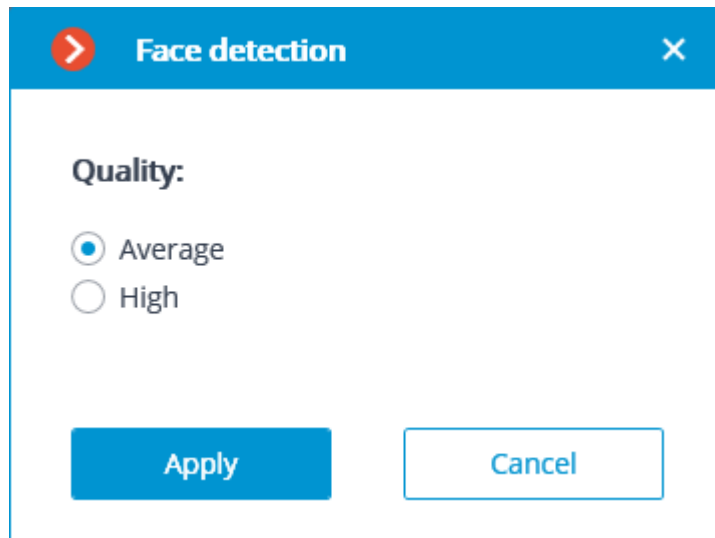 Face detection
Quality:
Average
High
Apply
Cancel